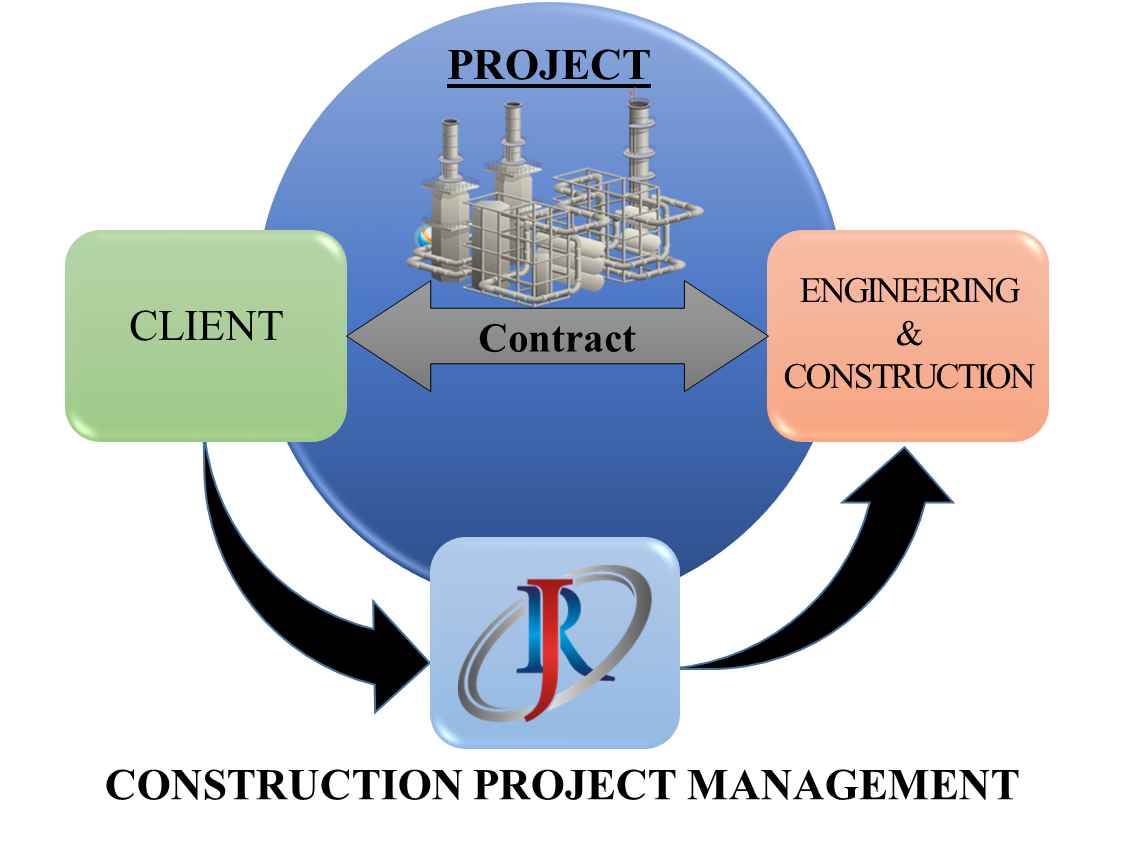 PROJECT
CLIENT
Contract
ENGINEERING
&
CONSTRUCTION
JR
CONSTRUCTION PROJECT MANAGEMENT